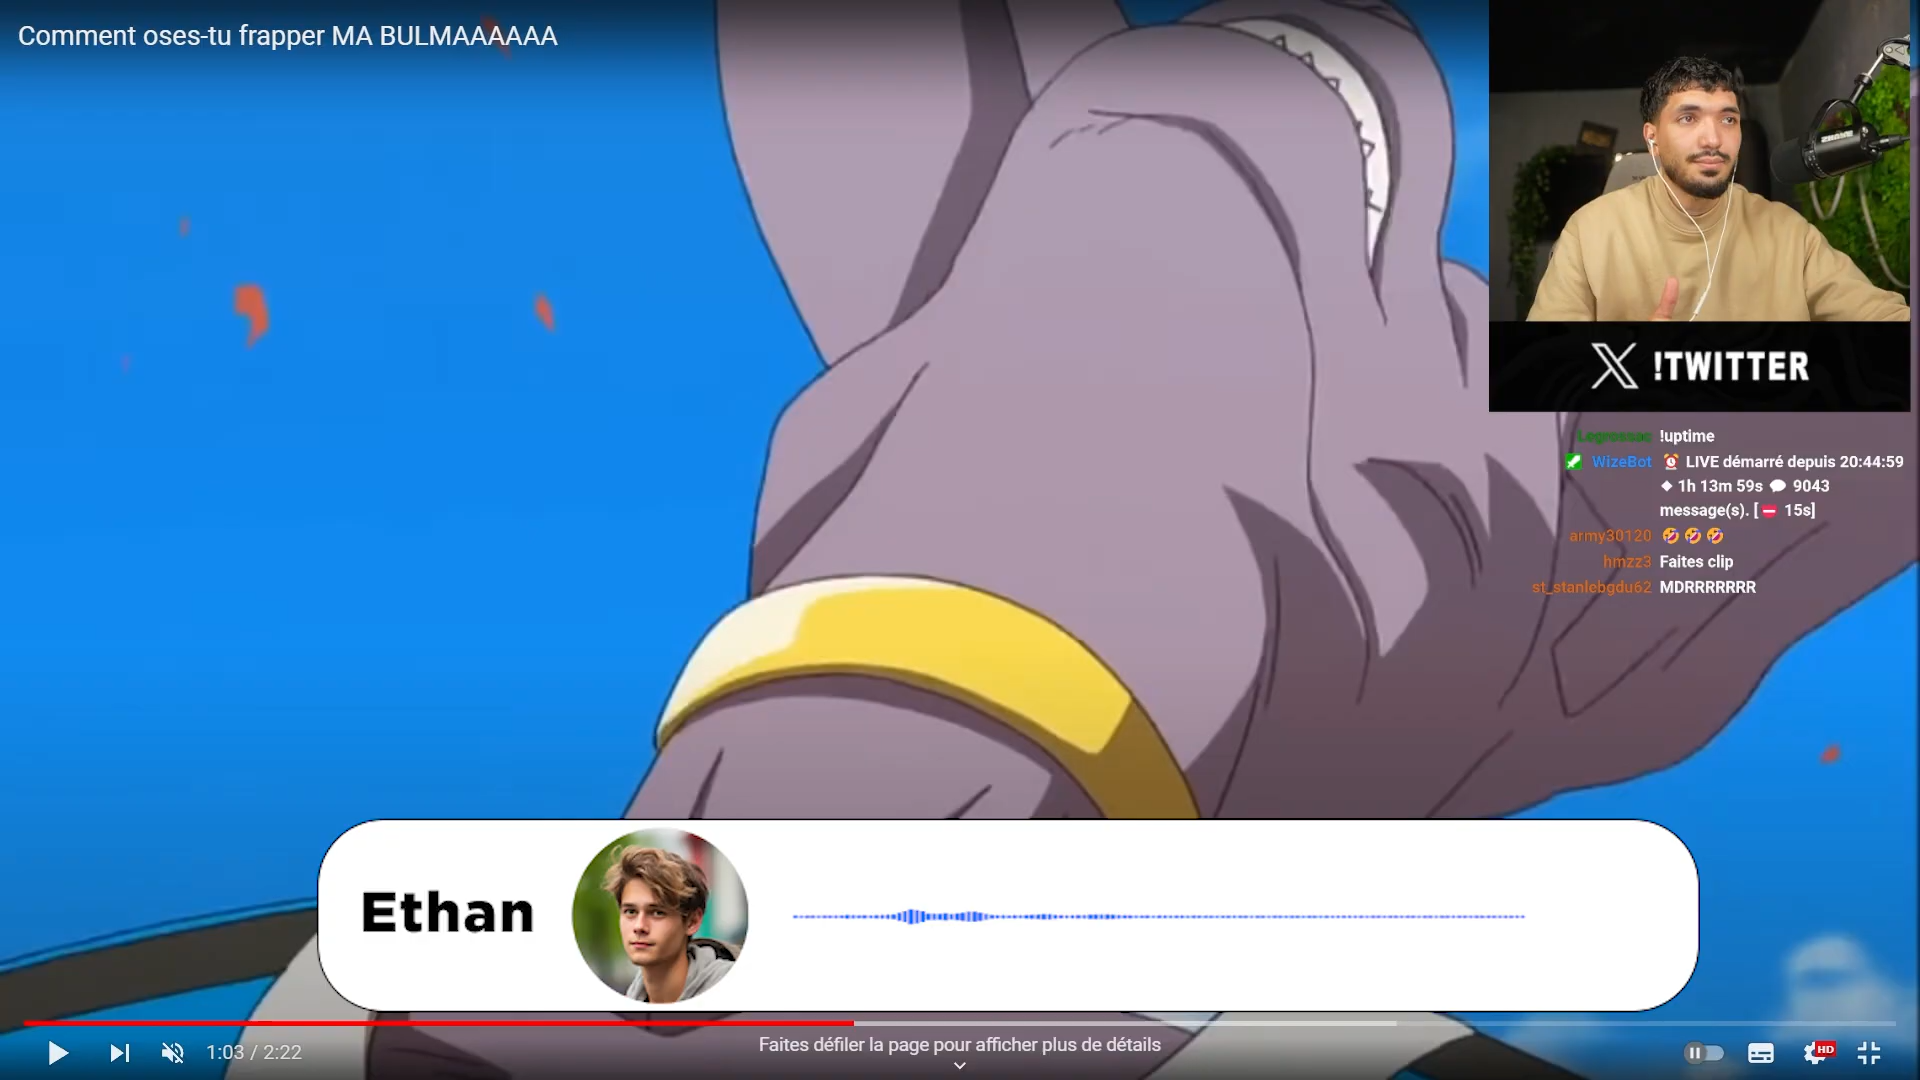 Comment oses-tu frapper MA BULMAAAAAA
!TWITTER
!uptime
WizeBot LIVE démarré depuis 20:44:59
1h 13m 59s 9043
message(s). [ 15s]
army30120
hmzz3 Faites clip
st_stanlebgdu62 MDRRRRRRR
Ethan
1:03 / 2:22
Faites défiler la page pour afficher plus de détails
HD